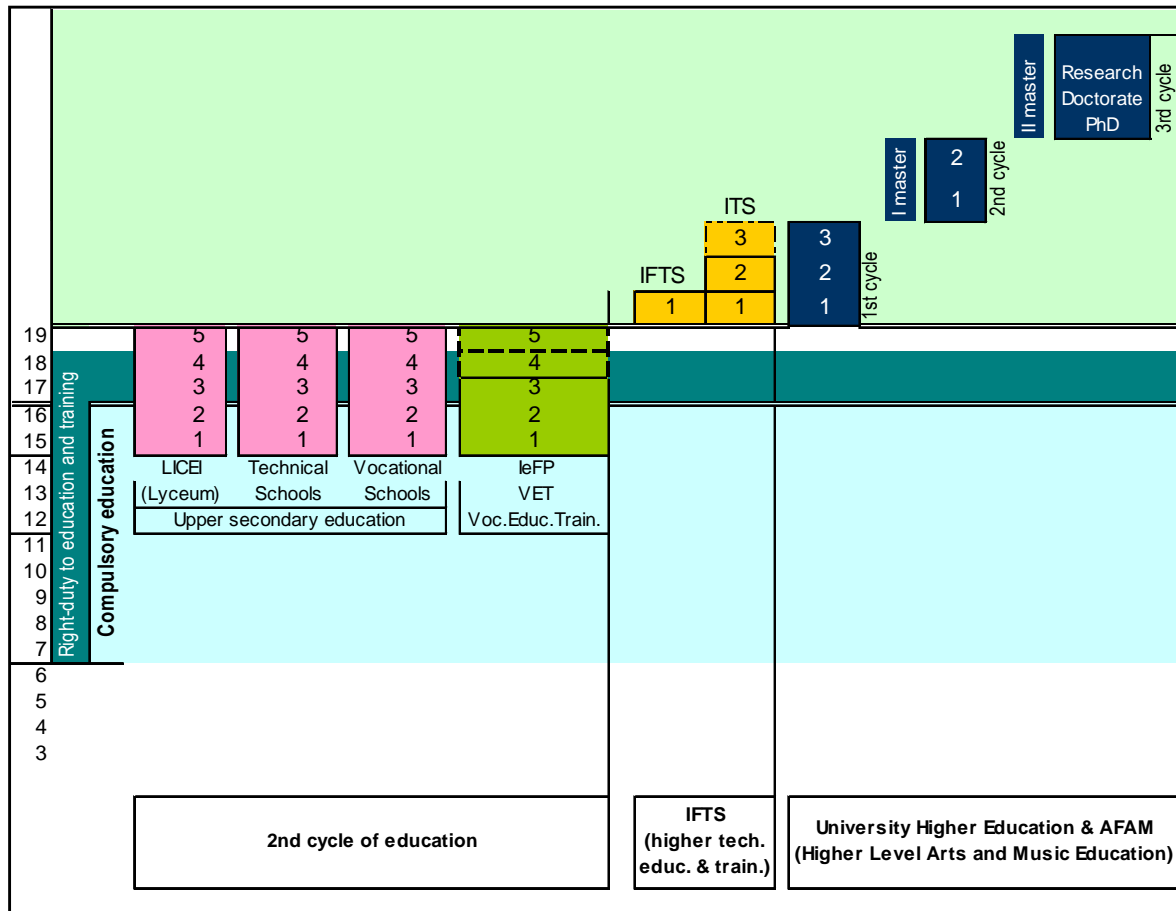 II master
Research
Doctorate
PhD
3rd cycle
I master
2
1
2nd cycle
ITS
3
2
1
IFTS
1
3
2
1
1st cycle
19
18
17
16
15
14
13
12
11
10
9
8
7
6
5
4
3
Right-duty to education and training
Compulsory education
5
4
3
2
1
LICEI
(Lyceum)
5
4
3
2
1
Technical
Schools
5
4
3
2
1
Vocational
Schools
Upper secondary education
5
4
3
2
1
IeFP
VET
Voc.Educ.Train.
2nd cycle of education
IFTS
(higher tech.
educ. & train.)
University Higher Education & AFAM
(Higher Level Arts and Music Education)